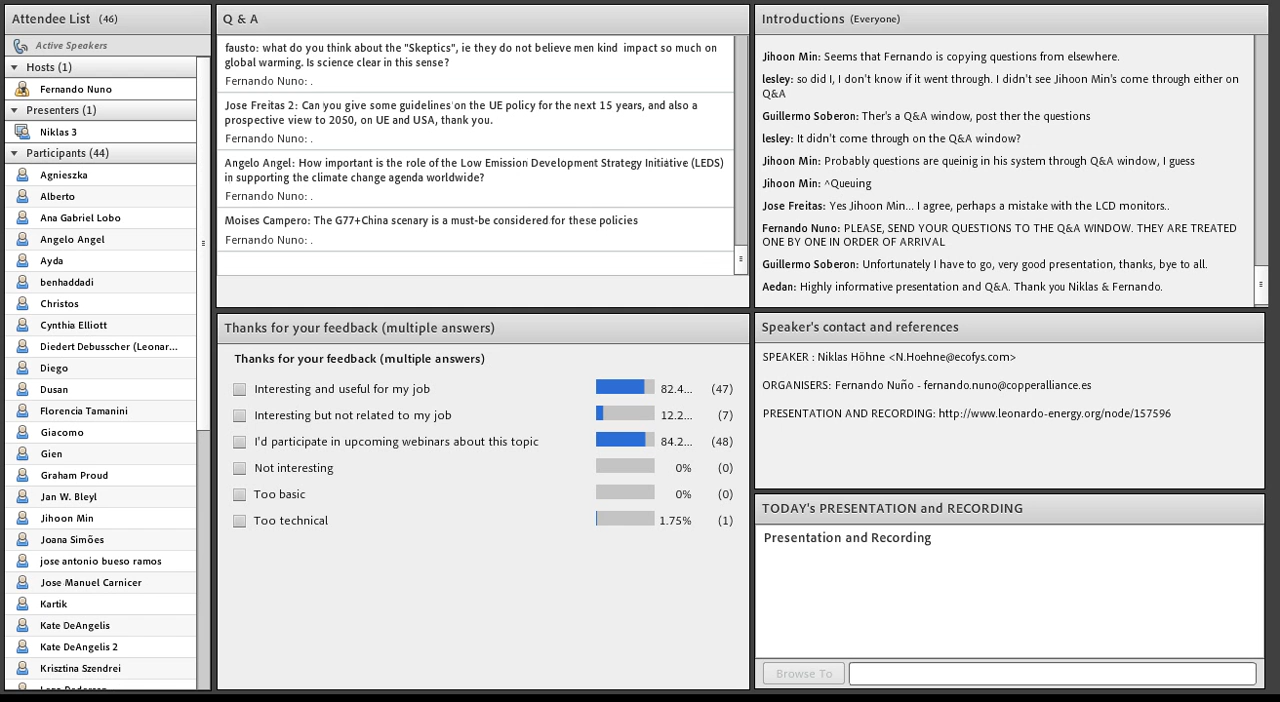 Attendee List (46)
Active Speakers
Hosts (1)
Fernando Nuno
Presenters (1)
Niklas 3
Participants (44)
Agnieszka
Alberto
Ana Gabriel Lobo
Angelo Angel
Ayda
benhaddadi
Christos
Cynthia Elliott
Diedert Debusscher (Leonar...
Diego
Dusan
Florencia Tamanini
Giacomo
Gien
Graham Proud
Jan W. Bleyl
Jihoon Min
Joana Simões
jose antonio bueso ramos
Jose Manuel Carnicer
Kartik
Kate DeAngelis
Kate DeAngelis 2
Krisztina Szendrei
Q & A
fausto: what do you think about the "Skeptics", ie they do not believe men kind impact so much on
global warming. Is science clear in this sense?
Fernando Nuno: .
Jose Freitas 2: Can you give some guidelines on the UE policy for the next 15 years, and also a
prospective view to 2050, on UE and USA, thank you.
Fernando Nuno: .
Angelo Angel: How important is the role of the Low Emission Development Strategy Initiative (LEDS)
in supporting the climate change agenda worldwide?
Fernando Nuno: .
Moises Campero: The G77+China scenary is a must-be considered for these policies
Fernando Nuno: .
Thanks for your feedback (multiple answers)
Thanks for your feedback (multiple answers)
Interesting and useful for my job 82.4... (47)
Interesting but not related to my job 12.2... (7)
I'd participate in upcoming webinars about this topic 84.2... (48)
Not interesting 0% (0)
Too basic 0% (0)
Too technical 1.75% (1)
Introductions (Everyone)
Jihoon Min: Seems that Fernando is copying questions from elsewhere.
lesley: so did I, I don't know if it went through. I didn't see Jihoon Min's come through either on
Q&A
Guillermo Soberon: Ther's a Q&A window, post ther the questions
lesley: It didn't come through on the Q&A window?
Jihoon Min: Probably questions are queinig in his system through Q&A window, I guess
Jihoon Min: ^Queuing
Jose Freitas: Yes Jihoon Min... I agree, perhaps a mistake with the LCD monitors..
Fernando Nuno: PLEASE, SEND YOUR QUESTIONS TO THE Q&A WINDOW. THEY ARE TREATED
ONE BY ONE IN ORDER OF ARRIVAL
Guillermo Soberon: Unfortunately I have to go, very good presentation, thanks, bye to all.
Aedan: Highly informative presentation and Q&A. Thank you Niklas & Fernando.
Speaker's contact and references
SPEAKER : Niklas Höhne <N.Hoehne@ecofys.com>
ORGANISERS: Fernando Nuño - fernando.nuno@copperalliance.es
PRESENTATION AND RECORDING: http://www.leonardo-energy.org/node/157596
TODAY's PRESENTATION and RECORDING
Presentation and Recording
Browse To